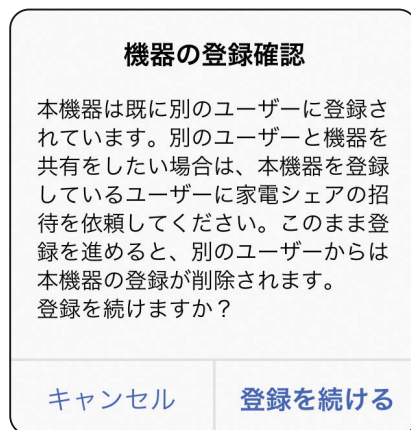 機器の登録確認
本機器は既に別のユーザーに登録さ
れています。別のユーザーと機器を
共有をしたい場合は、本機器を登録
しているユーザーに家電シェアの招
待を依頼してください。このまま登
録を進めると、別のユーザーからは
本機器の登録が削除されます。
登録を続けますか？
キャンセル
登録を続ける